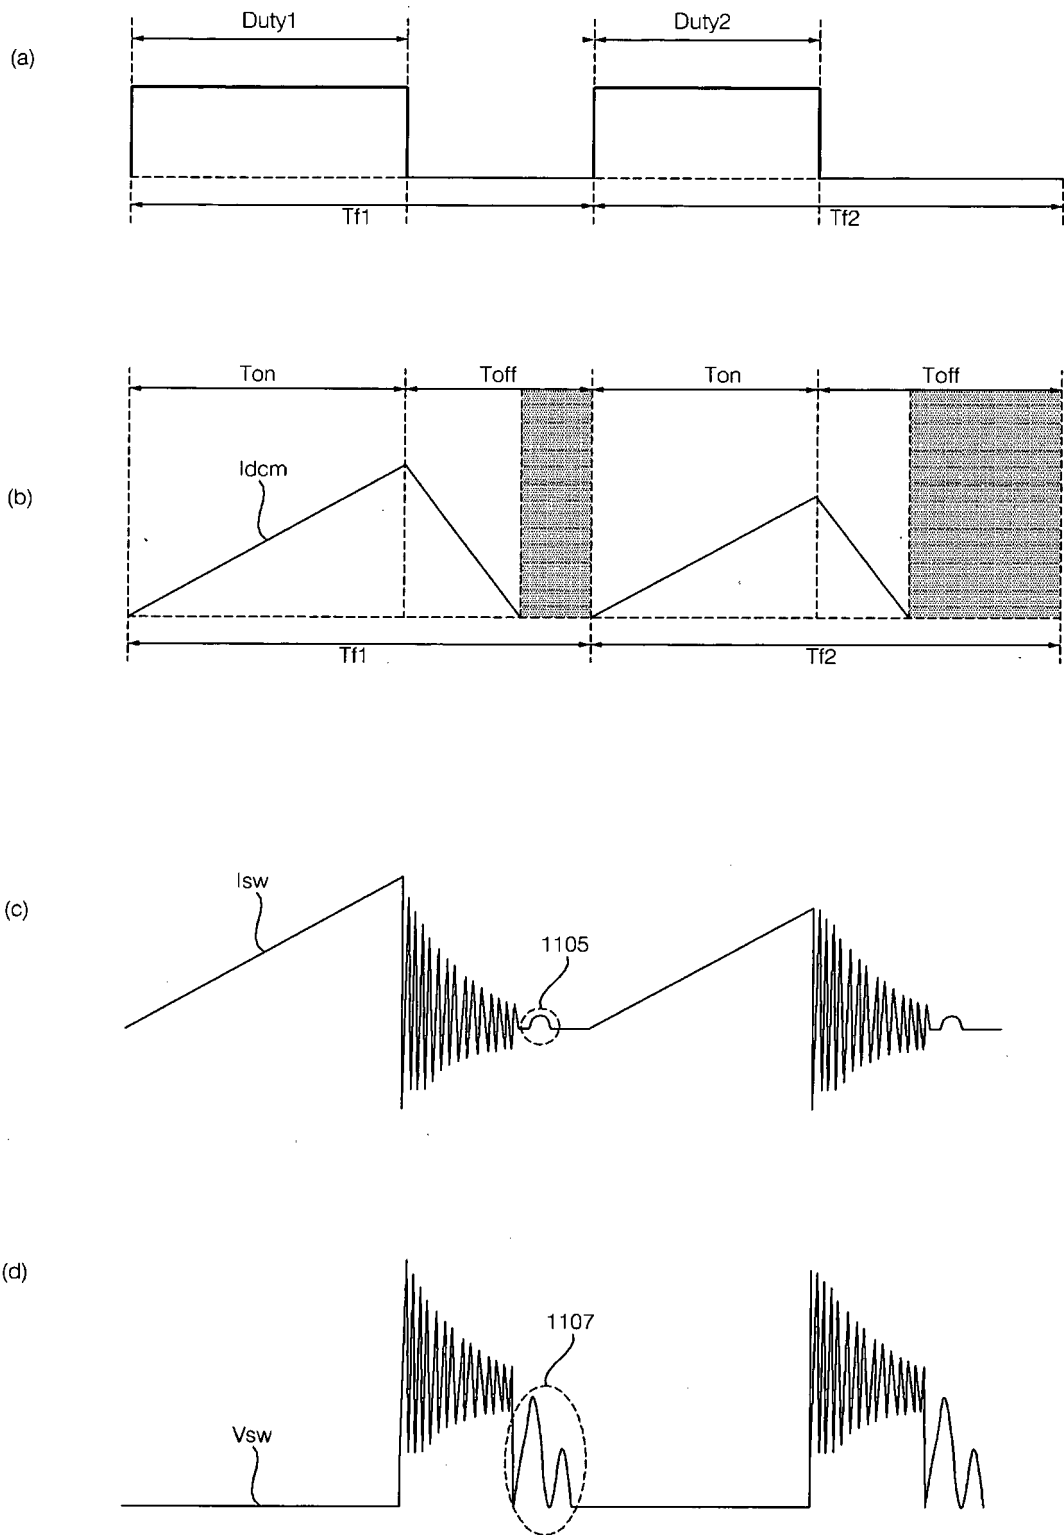 Duty1 Duty2
(a)
Tf1 Tf2
Ton Toff Ton Toff
Idcm
(b)
Tf1 Tf2
Isw
(c)
1105
(d)
1107
Vsw